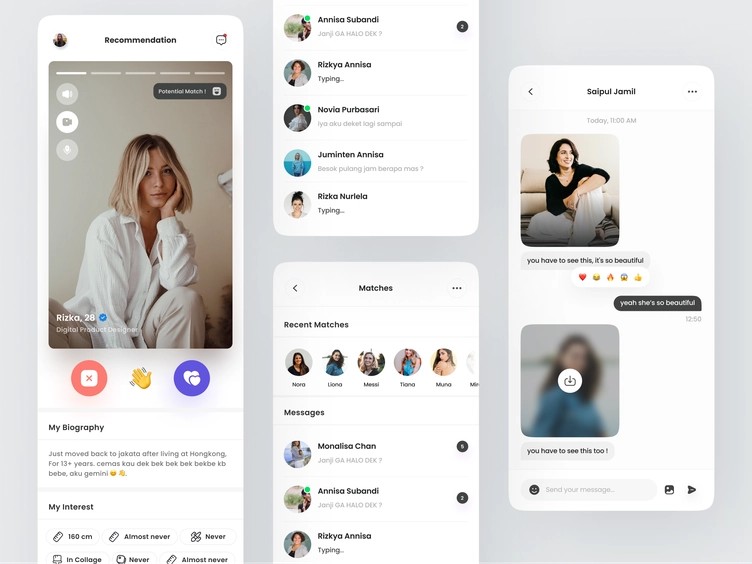 Recommendation
Potential Match !
Rizka, 28
Digital Product Designer
My Biography
Just moved back to jakata after living at Hongkong,
For 13+ years. cemas kau dek bek bek bek bekbe kb
bebe, aku gemini
My Interest
160 cm
Almost never
Never
In Collage
Never
Almost never
Annisa Subandi
2
Janji GA HALO DEK ?
Rizkya Annisa
Typing...
Novia Purbasari
Iya aku deket lagi sampai
Juminten Annisa
Besok pulang jam berapa mas ?
Rizka Nurlela
Typing...
Matches
Recent Matches
Nora
Liona
Messi
Tiana
Muna
Messages
Monalisa Chan
5
Janji GA HALO DEK ?
Annisa Subandi
2
Janji GA HALO DEK ?
Rizkya Annisa
Typing...
Saipul Jamil
Today, 11:00 AM
you have to see this, it's so beautiful
yeah she's so beautiful
12:50
you have to see this too !
Send your message...